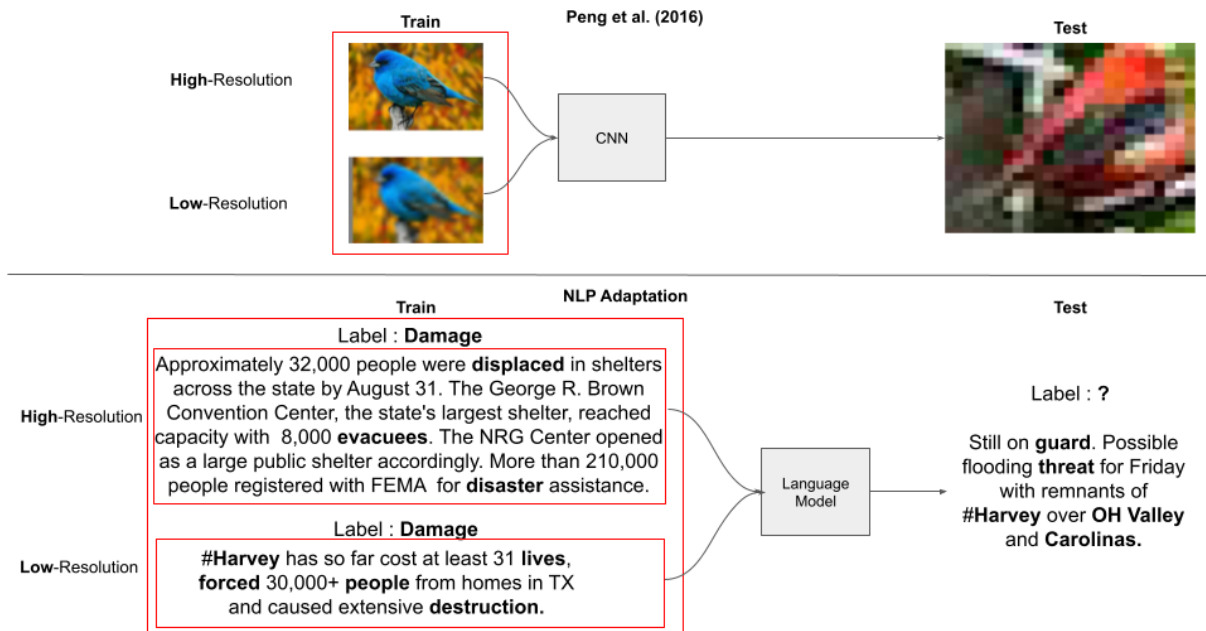 Peng et al. (2016)
Train
Test
High-Resolution
CNN
Low-Resolution
NLP Adaptation
Train
Test
Label : Damage
High-Resolution
Approximately 32,000 people were displaced in shelters
across the state by August 31. The George R. Brown
Convention Center, the state's largest shelter, reached
capacity with 8,000 evacuees. The NRG Center opened
as a large public shelter accordingly. More than 210,000
people registered with FEMA for disaster assistance.
Label : Damage
Low-Resolution
#Harvey has so far cost at least 31 lives,
forced 30,000+ people from homes in TX
and caused extensive destruction.
Language
Model
Label : ?
Still on guard. Possible
flooding threat for Friday
with remnants of
#Harvey over OH Valley
and Carolinas.